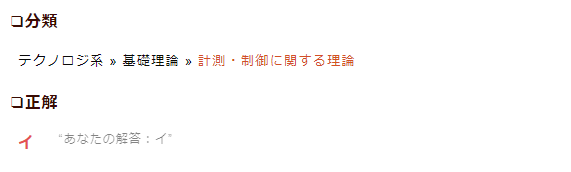 ❏分類
テクノロジ系 » 基礎理論 » 計測・制御に関する理論
❏正解
イ “あなたの解答：イ”